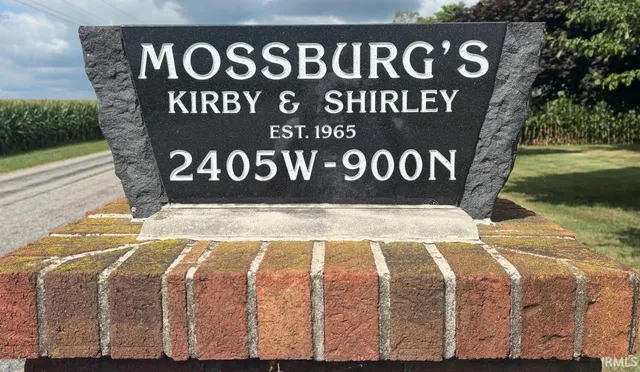 MOSSBURG'S
KIRBY & SHIRLEY
EST. 1965
2405W-900N
IRMLS